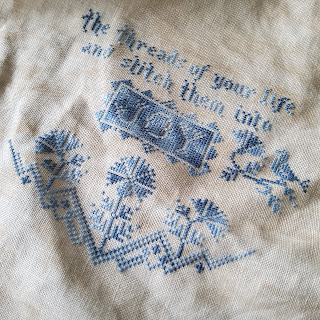 the threads of your life
and stitch them into
JOY